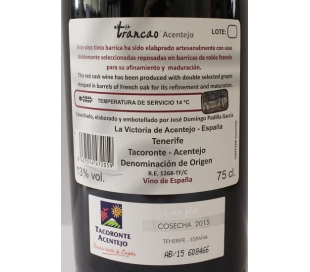 trancao Acentejo
LOTE:
Este vino tinto barrica ha sido elaborado artesanalmente con uvas
doblemente seleccionadas reposadas en barricas de roble francés
para su afinamiento y maduración.
This red cask wine has been produced with double selected grapes
in barrels of French oak for its refinement and maturation.
TEMPERATURA DE SERVICIO 14 ºC
Cosechado, elaborado y embotellado por José Domingo Padilla García
La Victoria de Acentejo - España
Tenerife
Tacoronte - Acentejo
Denominación de Origen
R.E. 1268-TF/C
13% vol.
Vino de España
75 cl.
TACORONTE
ACENTEJO
Denominación de Origen
COSECHA 2015
TENERIFE - ESPAÑA
AB/15 608466